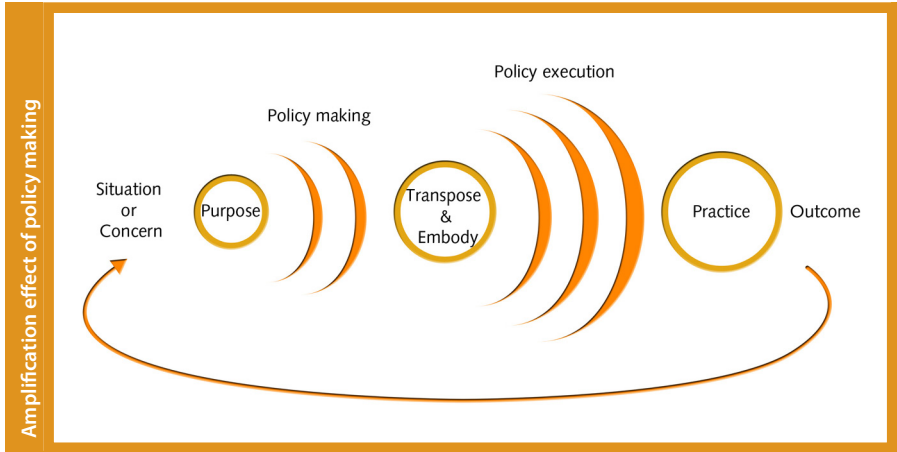 Amplification effect of policy making
Policy execution
Policy making
Situation
or
Concern
Purpose
Transpose
&
Embody
Practice
Outcome